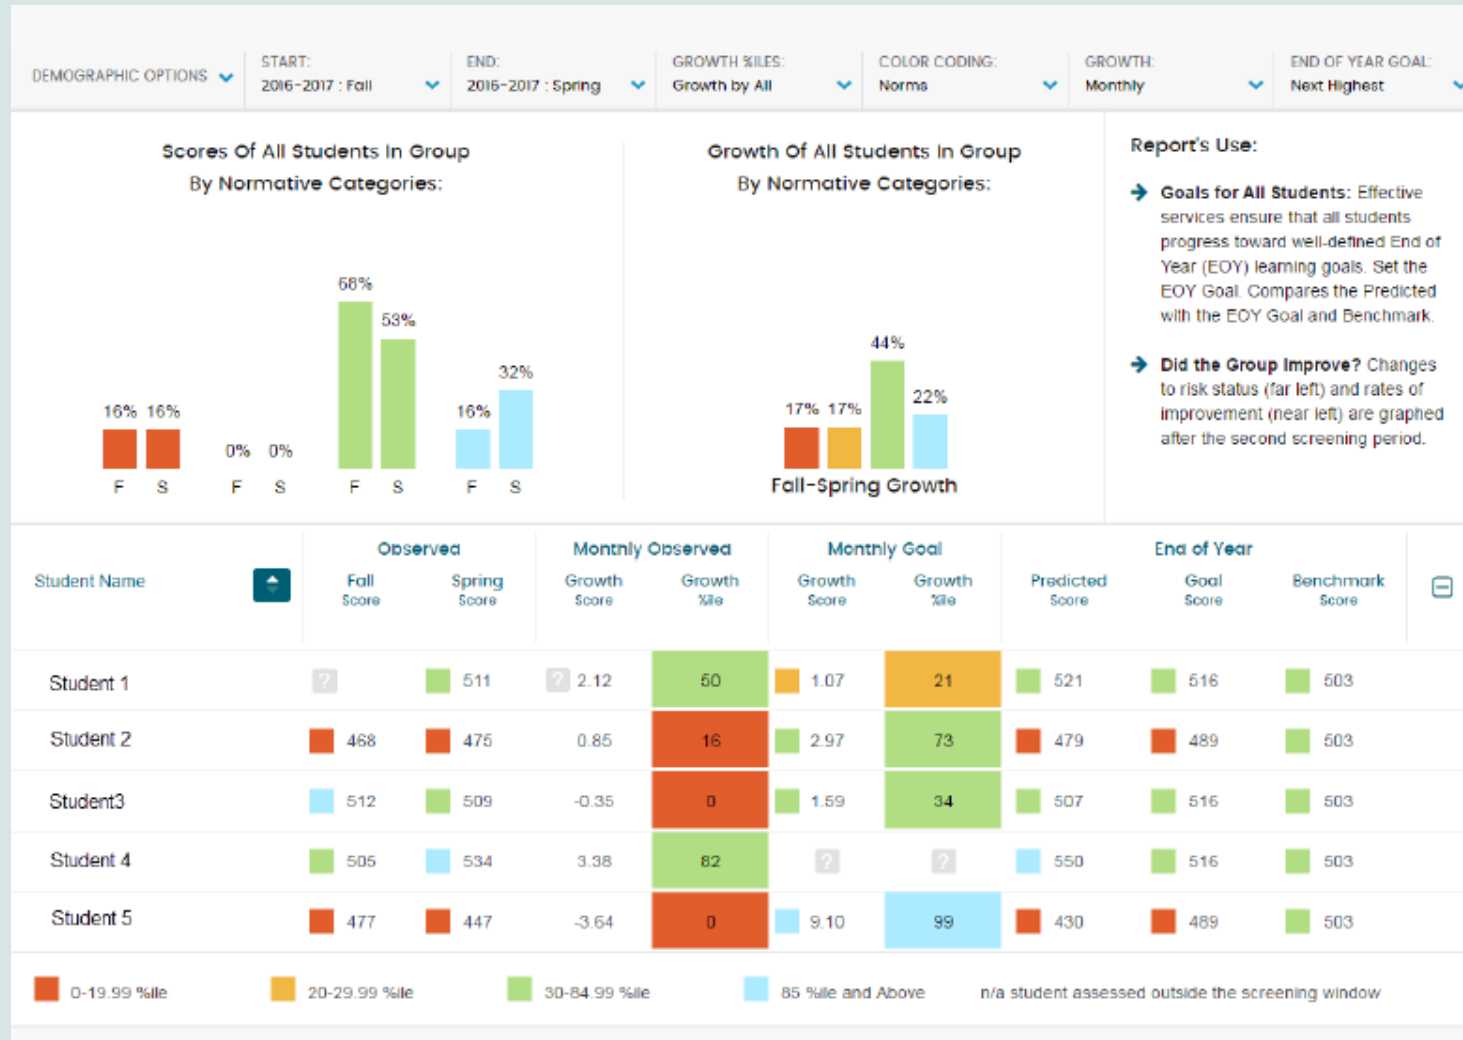 DEMOGRAPHIC OPTIONS
START: END: GROWTH %ILES: COLOR CODING: GROWTH: END OF YEAR GOAL:
2016-2017 : Fall 2016-2017 : Spring Growth by All Norms Monthly Next Highest
Scores Of All Students In Group
By Normative Categories:
68%
53%
32%
16% 16% 16%
0% 0%
F S F S F S F S
Growth Of All Students In Group
By Normative Categories:
44%
22%
17% 17%
Fall-Spring Growth
Report's Use:
Goals for All Students: Effective
services ensure that all students
progress toward well-defined End of
Year (EOY) learning goals. Set the
EOY Goal. Compares the Predicted
with the EOY Goal and Benchmark.
Did the Group Improve? Changes
to risk status (far left) and rates of
improvement (near left) are graphed
after the second screening period.
Observed Monthly Observed Monthly Goal End of Year
Student Name Fall Spring Growth Growth Growth Growth Predicted Goal Benchmark
Score Score Score %ile Score %ile Score Score Score
Student 1 ? 511 ? 2.12 50 1.07 21 521 516 503
Student 2 468 475 0.85 16 2.97 73 479 489 503
Student3 512 509 -0.35 0 1.59 34 507 516 503
Student 4 505 534 3.38 82 ? ? 550 516 503
Student 5 477 447 -3.64 0 9.10 99 430 489 503
0-19.99 %ile 20-29.99 %ile 30-84.99 %ile 85 %ile and Above n/a student assessed outside the screening window